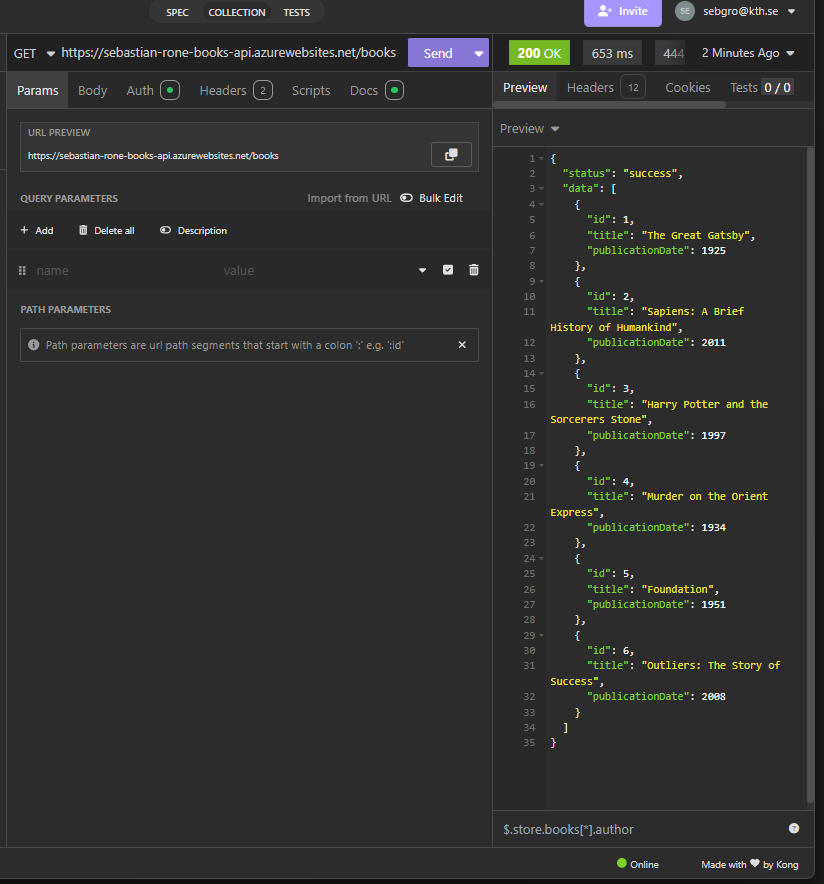 SPEC COLLECTION TESTS
Invite SE sebgro@kth.se
GET https://sebastian-rone-books-api.azurewebsites.net/books Send
200 OK 653 ms 444 2 Minutes Ago
Params Body Auth Headers 2 Scripts Docs
Preview Headers 12 Cookies Tests 0 / 0
URL PREVIEW
https://sebastian-rone-books-api.azurewebsites.net/books
QUERY PARAMETERS Import from URL Bulk Edit
+ Add Delete all Description
name value
PATH PARAMETERS
Path parameters are url path segments that start with a colon ':' e.g. ':id'
Preview
1 {
2 "status": "success",
3 "data": [
4 {
5 "id": 1,
6 "title": "The Great Gatsby",
7 "publicationDate": 1925
8 },
9 {
10 "id": 2,
11 "title": "Sapiens: A Brief
History of Humankind",
12 "publicationDate": 2011
13 },
14 {
15 "id": 3,
16 "title": "Harry Potter and the
Sorcerers Stone",
17 "publicationDate": 1997
18 },
19 {
20 "id": 4,
21 "title": "Murder on the Orient
Express",
22 "publicationDate": 1934
23 },
24 {
25 "id": 5,
26 "title": "Foundation",
27 "publicationDate": 1951
28 },
29 {
30 "id": 6,
31 "title": "Outliers: The Story of
Success",
32 "publicationDate": 2008
33 }
34 ]
35 }
$.store.books[*].author
Online Made with ♥ by Kong